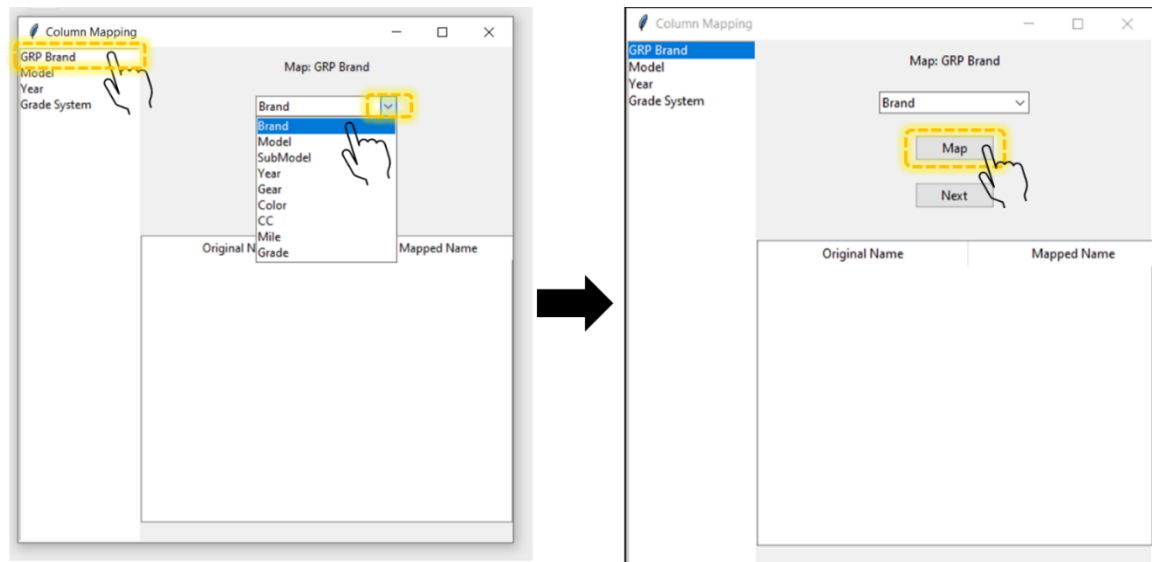 Column Mapping
GRP Brand
Model
Year
Grade System
Map: GRP Brand
Brand
Brand
Model
SubModel
Year
Gear
Color
CC
Mile
Grade
Original N
Mapped Name
Column Mapping
GRP Brand
Model
Year
Grade System
Map: GRP Brand
Brand
Map
Next
Original Name
Mapped Name